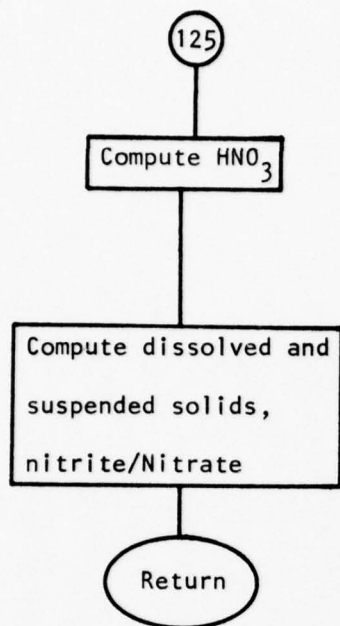 125
Compute HNO3
Compute dissolved and
suspended solids,
nitrite/Nitrate
Return